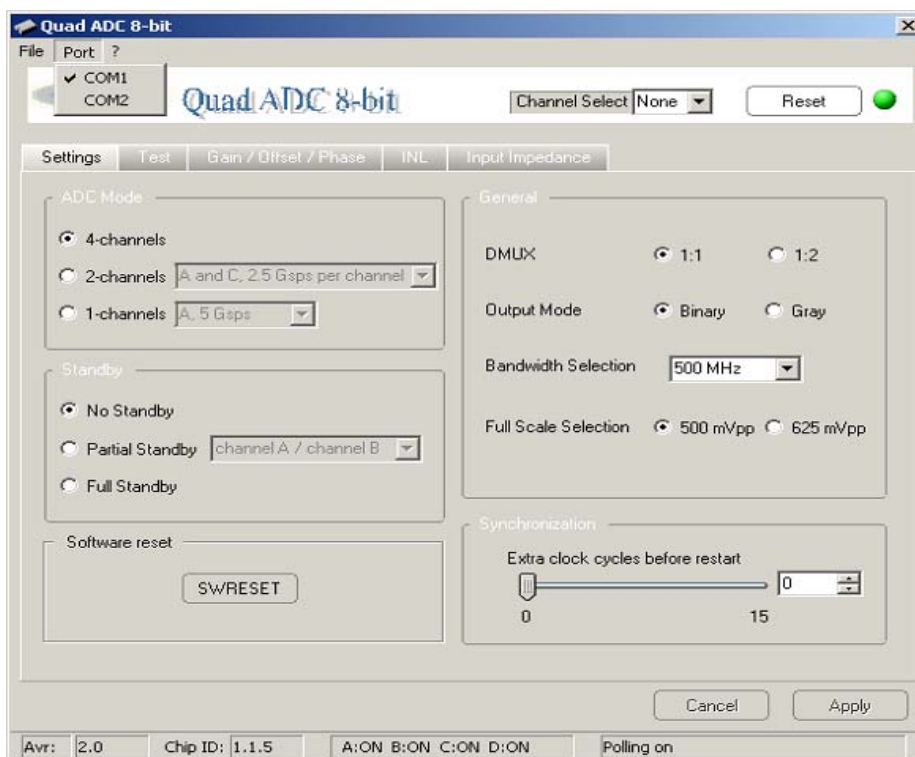 Quad ADC 8-bit
File Port ?
COM1
COM2
Quad ADC 8-bit
Channel Select None
Reset
Settings Test Gain / Offset / Phase INL Input Impedance
ADC Mode
4-channels
2-channels A and C, 2.5 Gsps per channel
1-channels A, 5 Gsps
Standby
No Standby
Partial Standby channel A / channel B
Full Standby
Software reset
SWRESET
General
DMUX 1:1 1:2
Output Mode Binary Gray
Bandwidth Selection 500 MHz
Full Scale Selection 500 mVpp 625 mVpp
Synchronization
Extra clock cycles before restart
0
0 15
Cancel Apply
Avr: 2.0 Chip ID: 1.1.5 A:ON B:ON C:ON D:ON Polling on